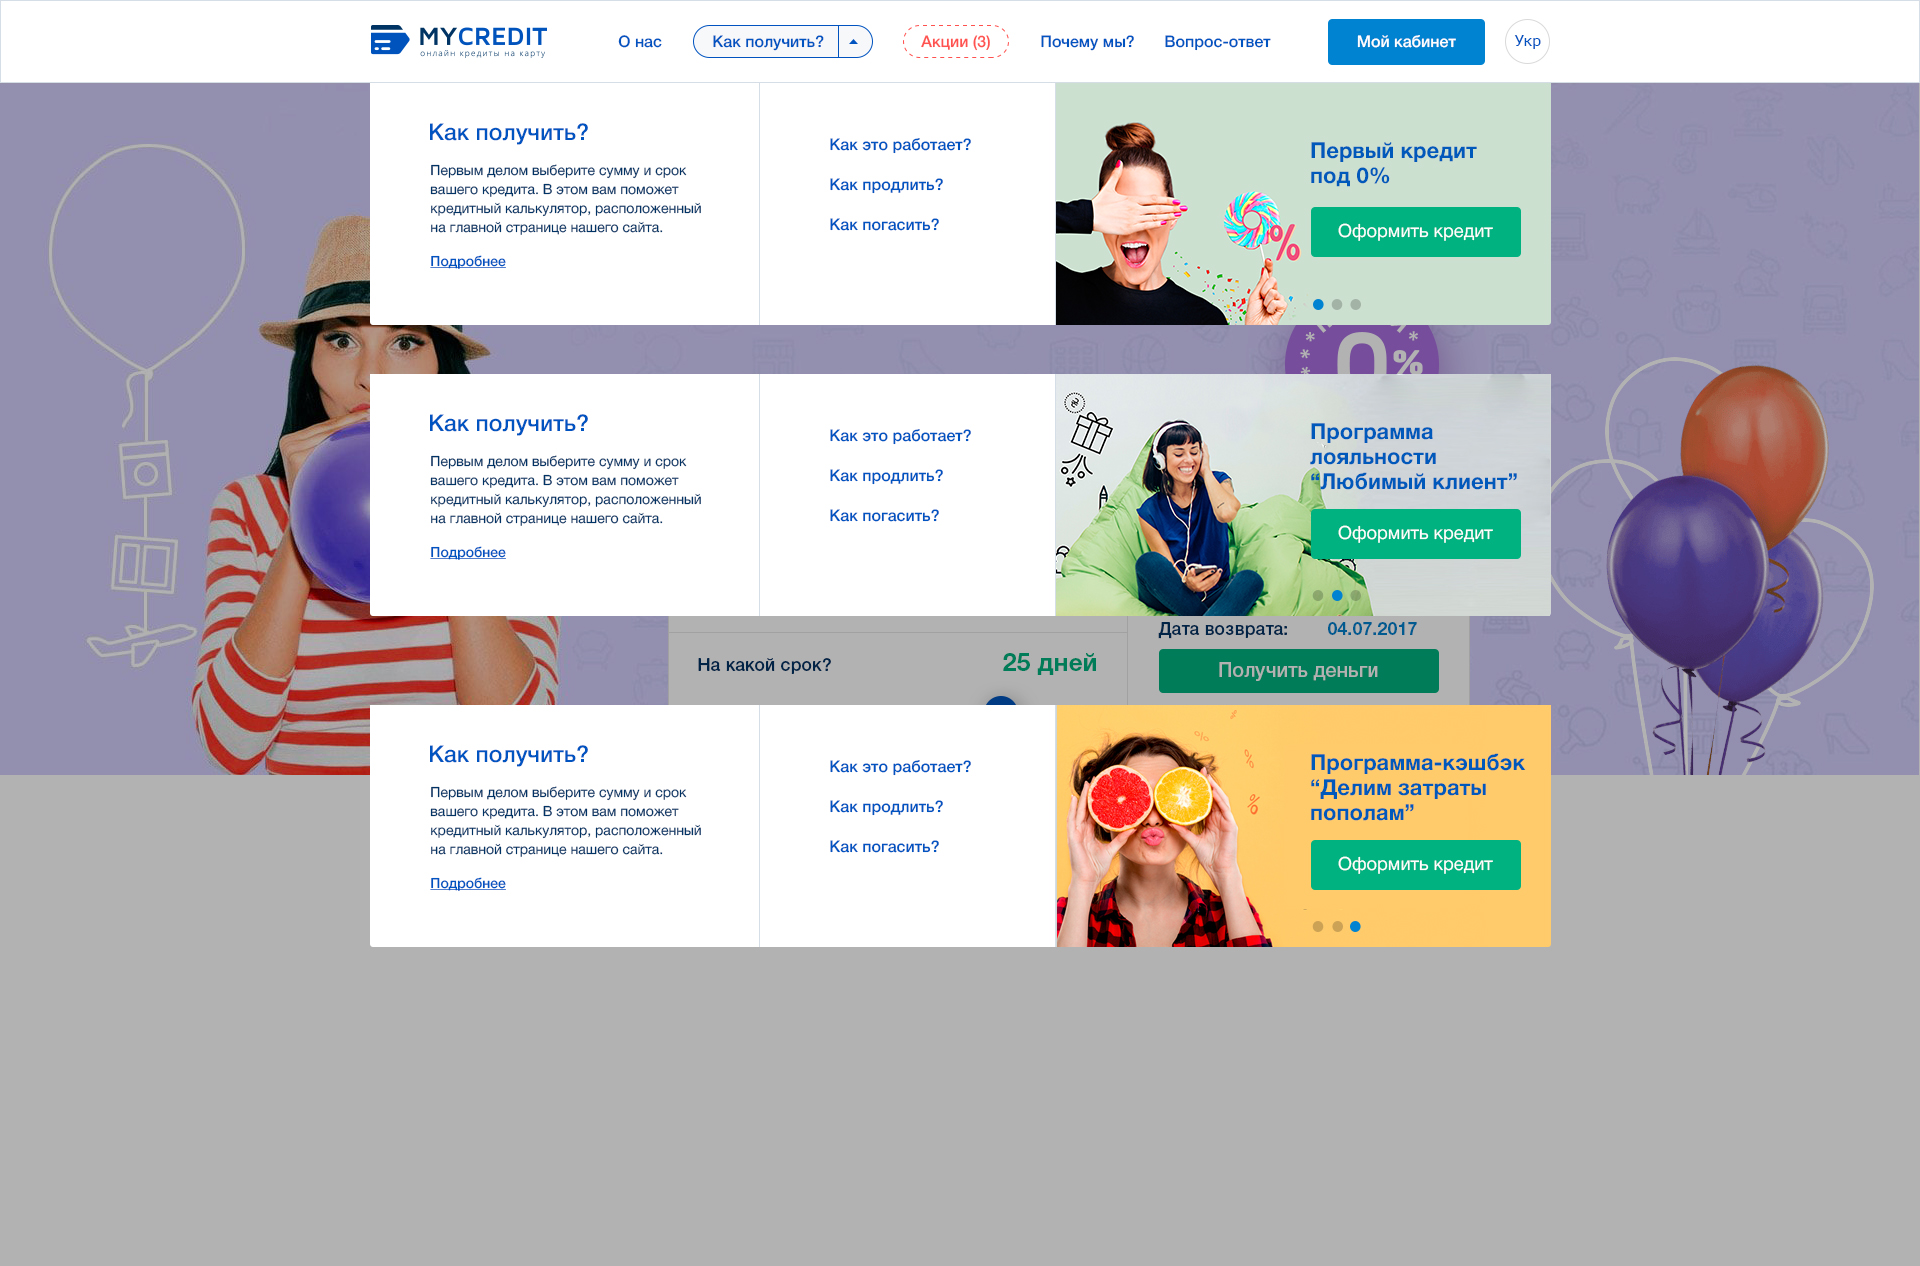 MYCREDIT
онлайн кредиты на карту
О нас
Как получить?
Акции (3)
Почему мы?
Вопрос-ответ
Мой кабинет
Укр
Как получить?
Первым делом выберите сумму и срок
вашего кредита. В этом вам поможет
кредитный калькулятор, расположенный
на главной странице нашего сайта.
Подробнее
Как это работает?
Как продлить?
Как погасить?
%
Первый кредит
под 0%
Оформить кредит
0%
Как получить?
Первым делом выберите сумму и срок
вашего кредита. В этом вам поможет
кредитный калькулятор, расположенный
на главной странице нашего сайта.
Подробнее
Как это работает?
Как продлить?
Как погасить?
Программа
лояльности
“Любимый клиент”
Оформить кредит
На какой срок?
25 дней
Дата возврата:
04.07.2017
Получить деньги
Как получить?
Первым делом выберите сумму и срок
вашего кредита. В этом вам поможет
кредитный калькулятор, расположенный
на главной странице нашего сайта.
Подробнее
Как это работает?
Как продлить?
Как погасить?
%
%
%
Программа-кэшбэк
“Делим затраты
пополам”
Оформить кредит